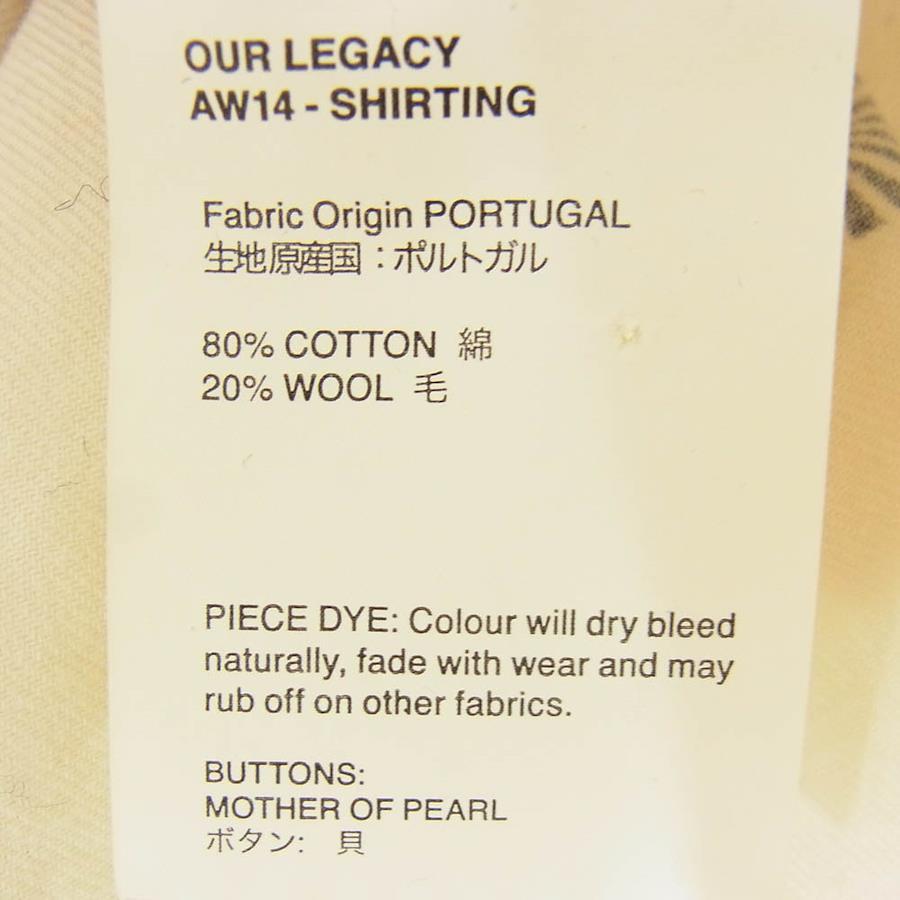 OUR LEGACY
AW14 - SHIRTING
Fabric Origin PORTUGAL
生地原産国：ポルトガル
80% COTTON 綿
20% WOOL 毛
PIECE DYE: Colour will dry bleed
naturally, fade with wear and may
rub off on other fabrics.
BUTTONS:
MOTHER OF PEARL
ボタン: 貝